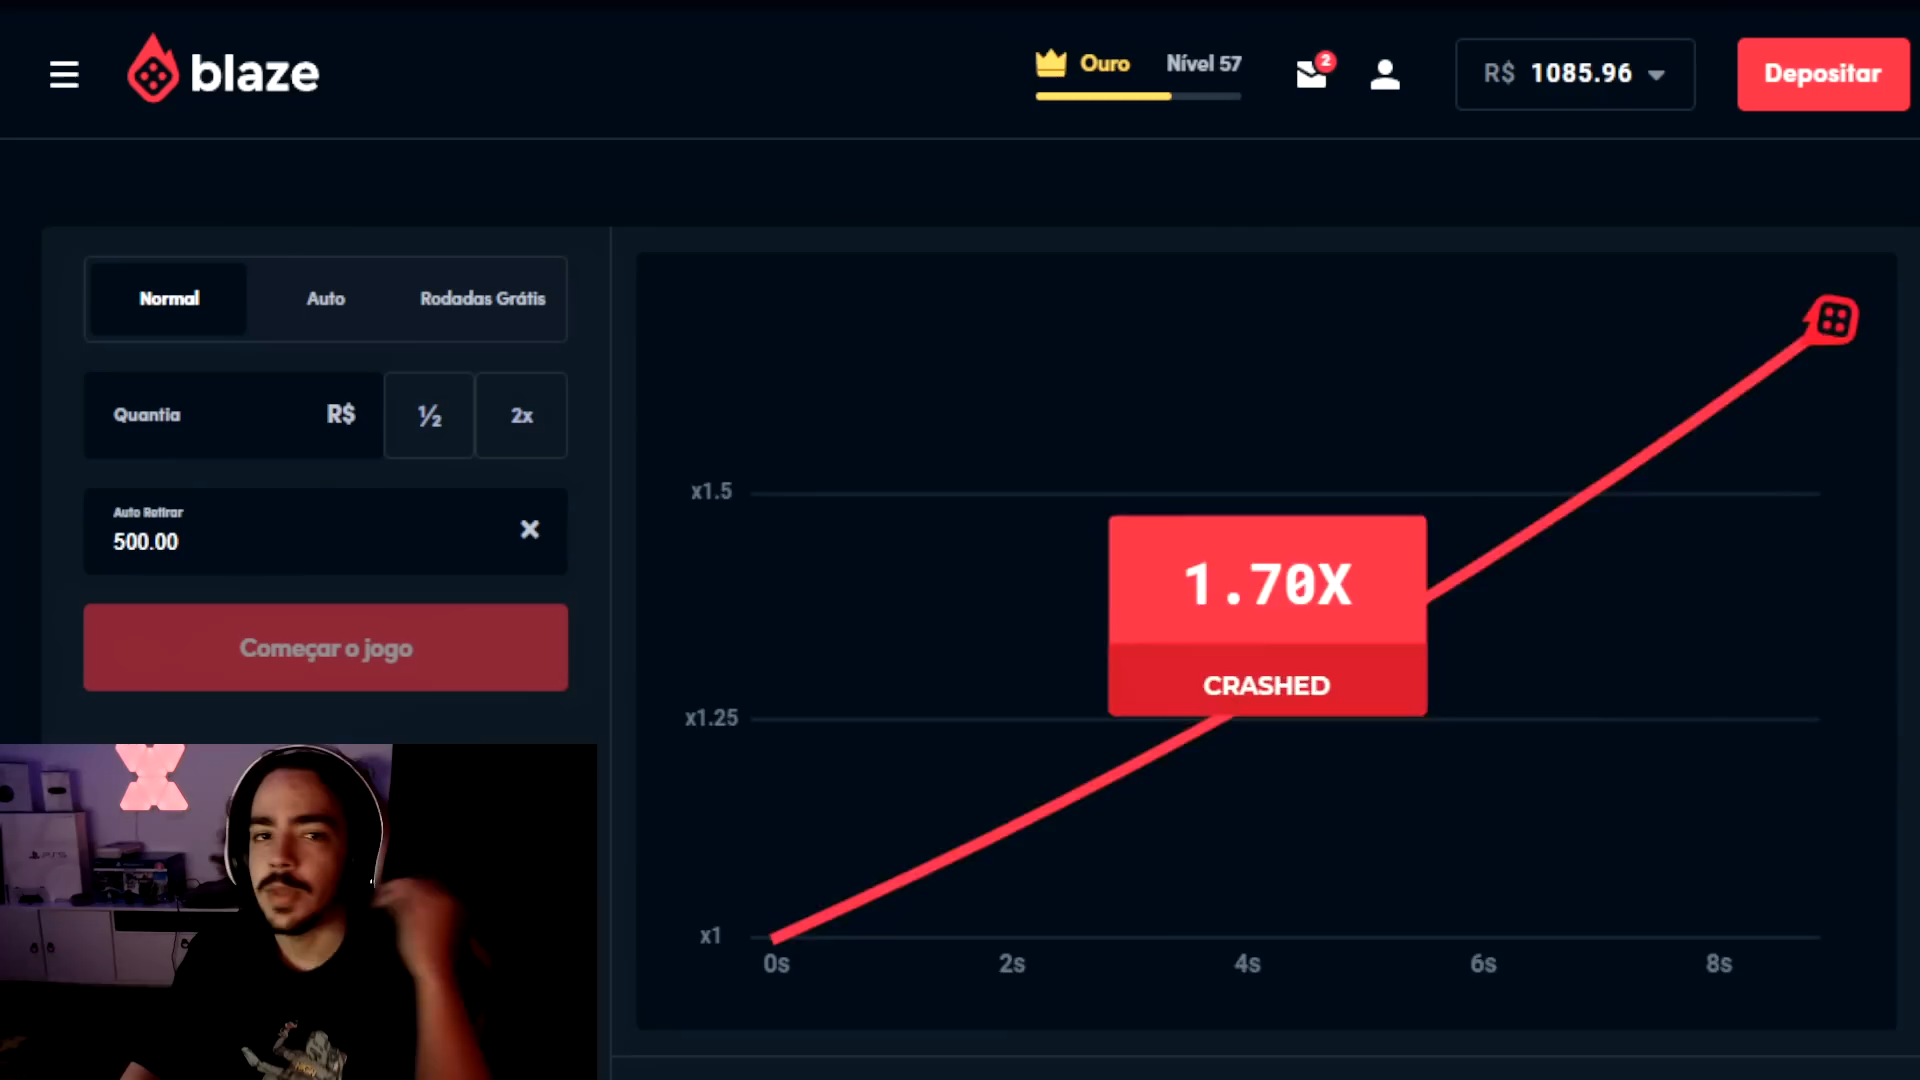 blaze
Ouro Nível 57
2
R$ 1085.96
Depositar
Normal Auto Rodadas Grátis
Quantia R$ ½ 2x
Auto Retirar
500.00
Começar o jogo
x1.5
1.70X
CRASHED
x1.25
x1
0s 2s 4s 6s 8s
PS5